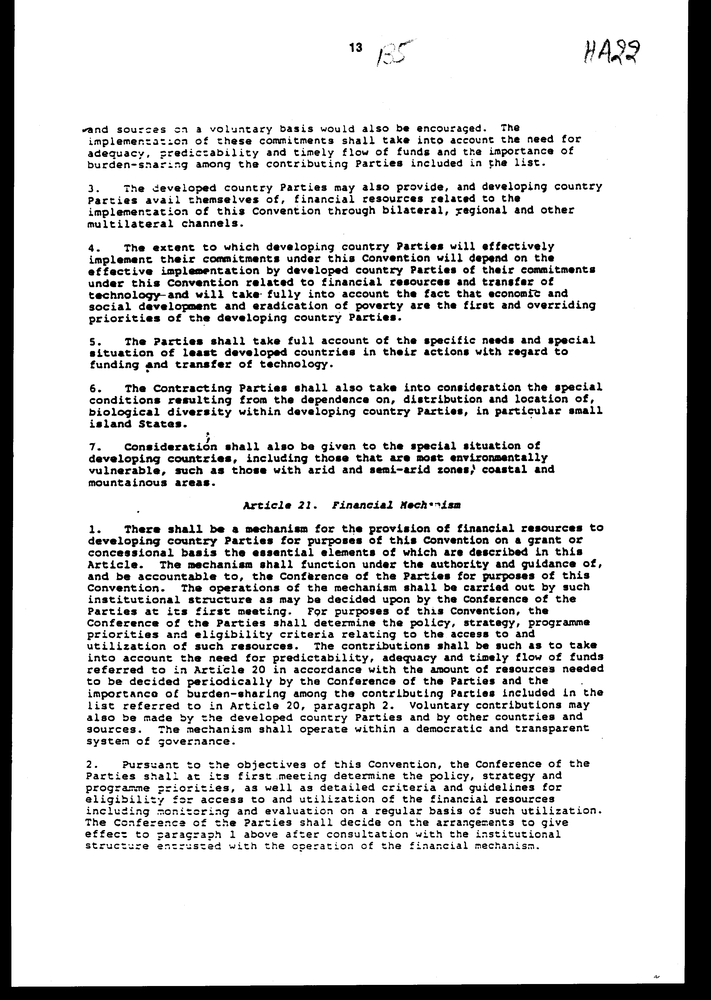 13
B5
HA22
and sources on a voluntary basis would also be encouraged. The
implementation of these commitments shall take into account the need for
adequacy, predictability and timely flow of funds and the importance of
burden-sharing among the contributing Parties included in the list.
3. The developed country Parties may also provide, and developing country
Parties avail themselves of, financial resources related to the
implementation of this Convention through bilateral, regional and other
multilateral channels.
4. The extent to which developing country Parties will effectively
implement their commitments under this Convention will depend on the
effective implementation by developed country Parties of their commitments
under this Convention related to financial resources and transfer of
technology and will take fully into account the fact that economic and
social development and eradication of poverty are the first and overriding
priorities of the developing country Parties.
5. The Parties shall take full account of the specific needs and special
situation of least developed countries in their actions with regard to
funding and transfer of technology.
6. The Contracting Parties shall also take into consideration the special
conditions resulting from the dependence on, distribution and location of,
biological diversity within developing country Parties, in particular small
island States.
7. Consideration shall also be given to the special situation of
developing countries, including those that are most environmentally
vulnerable, such as those with arid and semi-arid zones, coastal and
mountainous areas.
Article 21. Financial Mechanism
1. There shall be a mechanism for the provision of financial resources to
developing country Parties for purposes of this Convention on a grant or
concessional basis the essential elements of which are described in this
Article. The mechanism shall function under the authority and guidance of,
and be accountable to, the Conference of the Parties for purposes of this
Convention. The operations of the mechanism shall be carried out by such
institutional structure as may be decided upon by the Conference of the
Parties at its first meeting. For purposes of this Convention, the
Conference of the Parties shall determine the policy, strategy, programme
priorities and eligibility criteria relating to the access to and
utilization of such resources. The contributions shall be such as to take
into account the need for predictability, adequacy and timely flow of funds
referred to in Article 20 in accordance with the amount of resources needed
to be decided periodically by the Conference of the Parties and the
importance of burden-sharing among the contributing Parties included in the
list referred to in Article 20, paragraph 2. Voluntary contributions may
also be made by the developed country Parties and by other countries and
sources. The mechanism shall operate within a democratic and transparent
system of governance.
2. Pursuant to the objectives of this Convention, the Conference of the
Parties shall at its first meeting determine the policy, strategy and
programme priorities, as well as detailed criteria and guidelines for
eligibility for access to and utilization of the financial resources
including monitoring and evaluation on a regular basis of such utilization.
The Conference of the Parties shall decide on the arrangements to give
effect to paragraph 1 above after consultation with the institutional
structure entrusted with the operation of the financial mechanism.